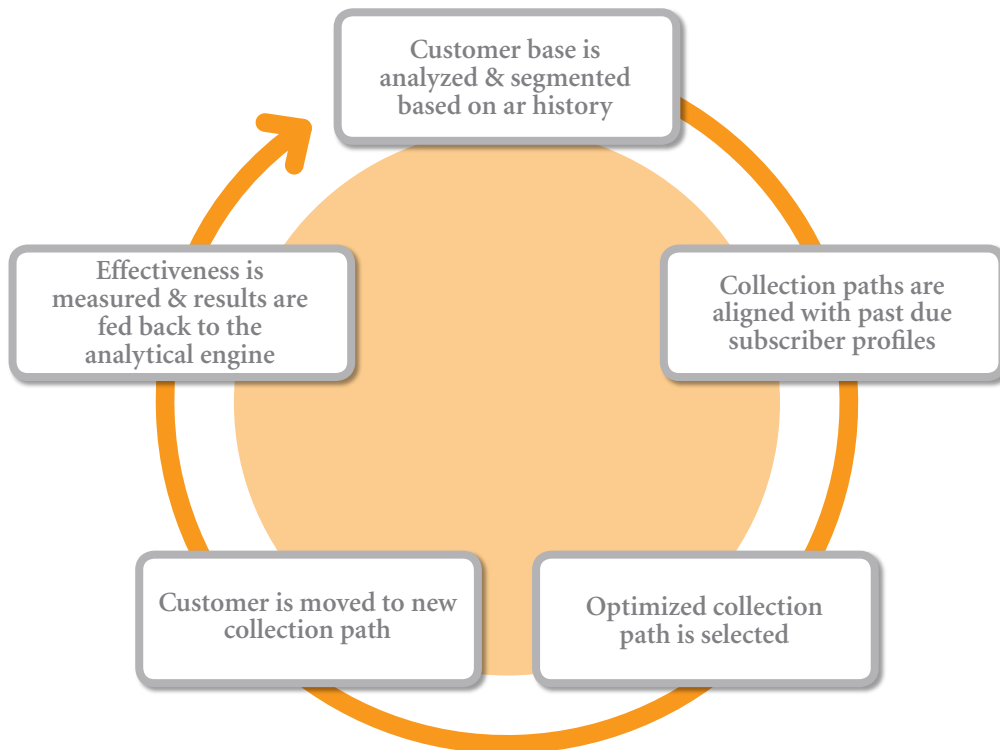 Customer base is
analyzed & segmented
based on ar history
Collection paths are
aligned with past due
subscriber profiles
Optimized collection
path is selected
Customer is moved to new
collection path
Effectiveness is
measured & results are
fed back to the
analytical engine